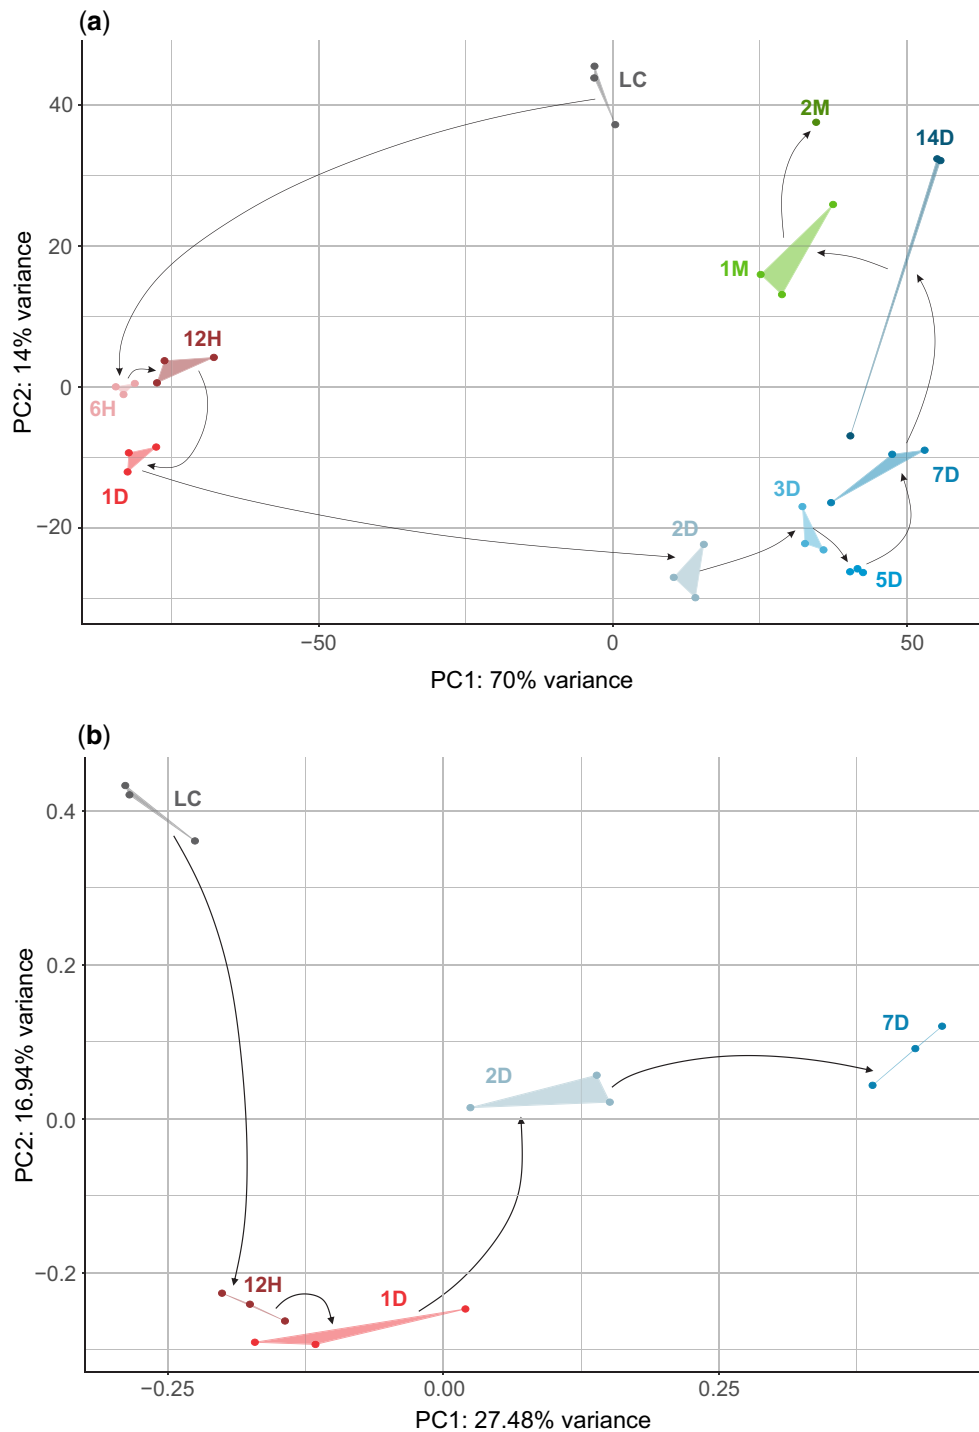 (a)
LC
2M
14D
1M
12H
6H
1D
7D
3D
2D
5D
40
20
0
−20
PC2: 14% variance
−50
0
50
PC1: 70% variance
(b)
LC
7D
2D
12H
1D
0.4
0.2
0.0
−0.2
PC2: 16.94% variance
−0.25
0.00
0.25
PC1: 27.48% variance